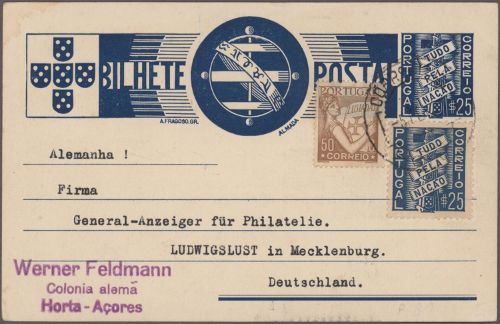 BILHETE POSTAL
A. FRAGOSO. GR.
ALMADA
PORTUGAL
50
CORREIO
PORTUGAL
CORREIO
TUDO
PELA
NAÇÃO
$25
PORTUGAL
CORREIO
TUDO
PELA
NAÇÃO
$25
Alemanha !
Firma
General-Anzeiger für Philatelie.
LUDWIGSLUST in Mecklenburg.
Deutschland.
Werner Feldmann
Colonia alemã
Horta-Açores